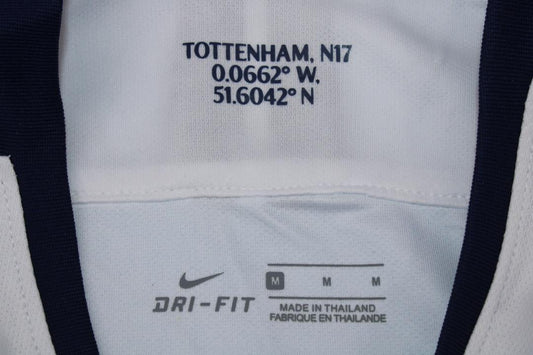 TOTTENHAM, N17
0.0662° W,
51.6042° N
DRI-FIT
M M M
MADE IN THAILAND
FABRIQUE EN THAILANDE